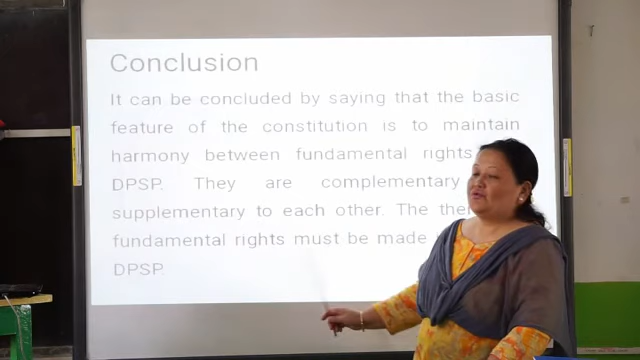 Conclusion
It can be concluded by saying that the basic
feature of the constitution is to maintain
harmony between fundamental rights
DPSP. They are complementary
supplementary to each other. The
fundamental rights must be made
DPSP.